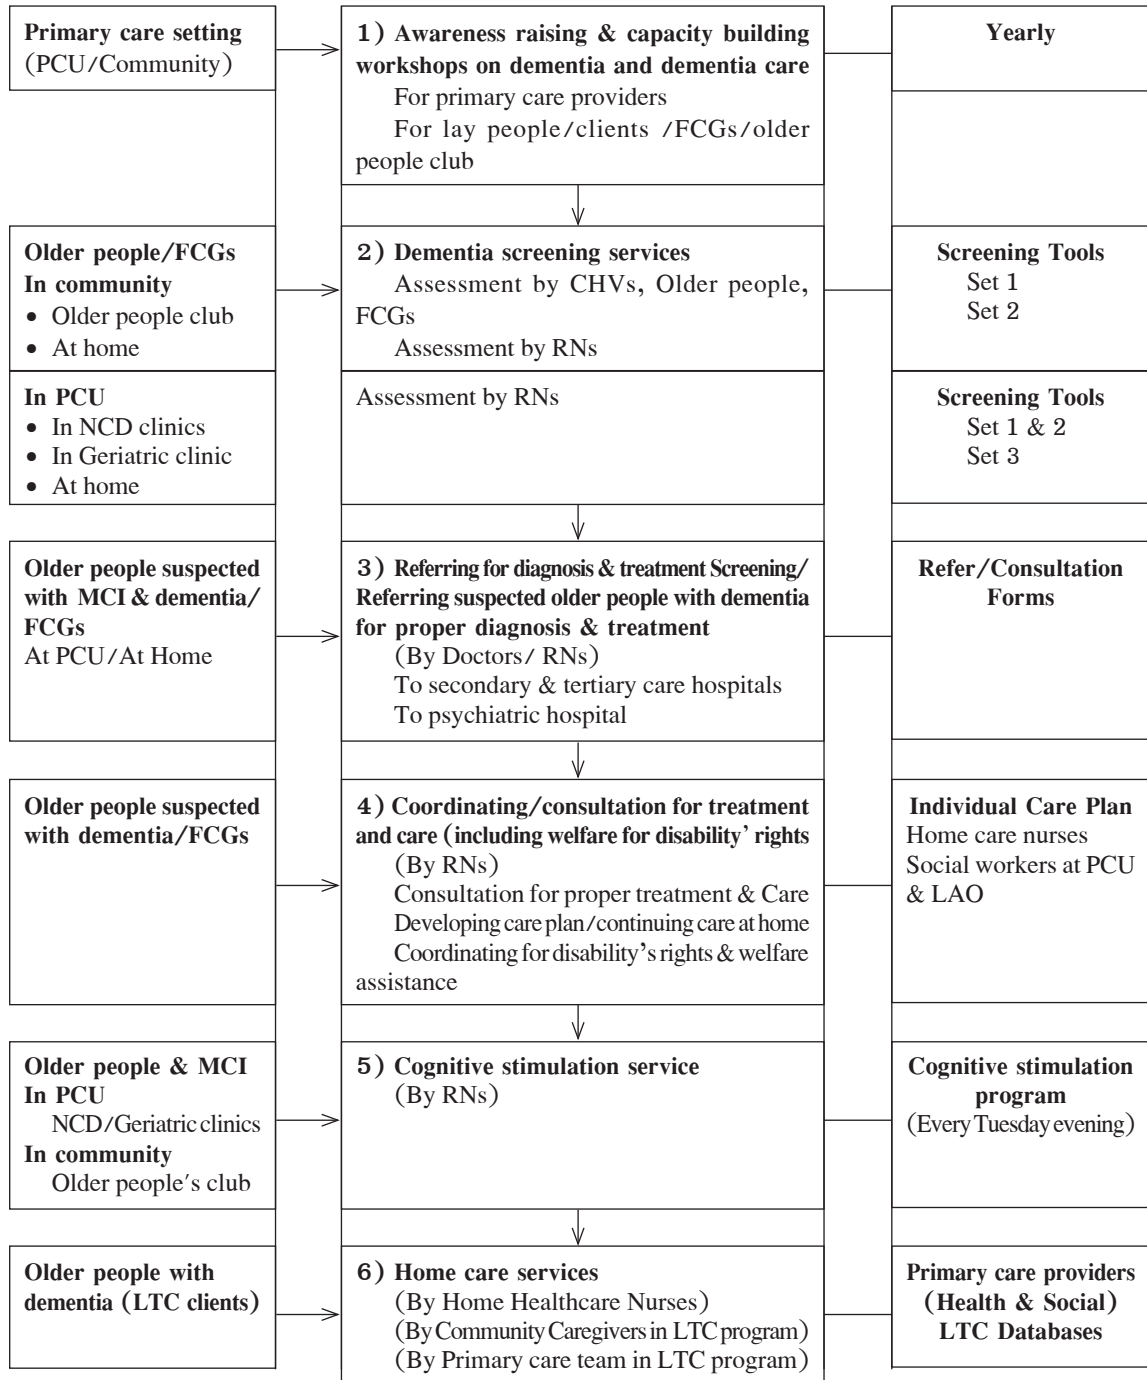 Primary care setting
(PCU/Community)
1) Awareness raising & capacity building
workshops on dementia and dementia care
For primary care providers
For lay people/clients /FCGs/older
people club
Yearly
Older people/FCGs
In community
• Older people club
• At home
2) Dementia screening services
Assessment by CHVs, Older people,
FCGs
Assessment by RNs
Screening Tools
Set 1
Set 2
In PCU
• In NCD clinics
• In Geriatric clinic
• At home
Assessment by RNs
Screening Tools
Set 1 & 2
Set 3
Older people suspected
with MCI & dementia/
FCGs
At PCU/At Home
3) Referring for diagnosis & treatment Screening/
Referring suspected older people with dementia
for proper diagnosis & treatment
(By Doctors/ RNs)
To secondary & tertiary care hospitals
To psychiatric hospital
Refer/Consultation
Forms
Older people suspected
with dementia/FCGs
4) Coordinating/consultation for treatment
and care (including welfare for disability' rights
(By RNs)
Consultation for proper treatment & Care
Developing care plan/continuing care at home
Coordinating for disability's rights & welfare
assistance
Individual Care Plan
Home care nurses
Social workers at PCU
& LAO
Older people & MCI
In PCU
NCD/Geriatric clinics
In community
Older people's club
5) Cognitive stimulation service
(By RNs)
Cognitive stimulation
program
(Every Tuesday evening)
Older people with
dementia (LTC clients)
6) Home care services
(By Home Healthcare Nurses)
(By Community Caregivers in LTC program)
(By Primary care team in LTC program)
Primary care providers
(Health & Social)
LTC Databases